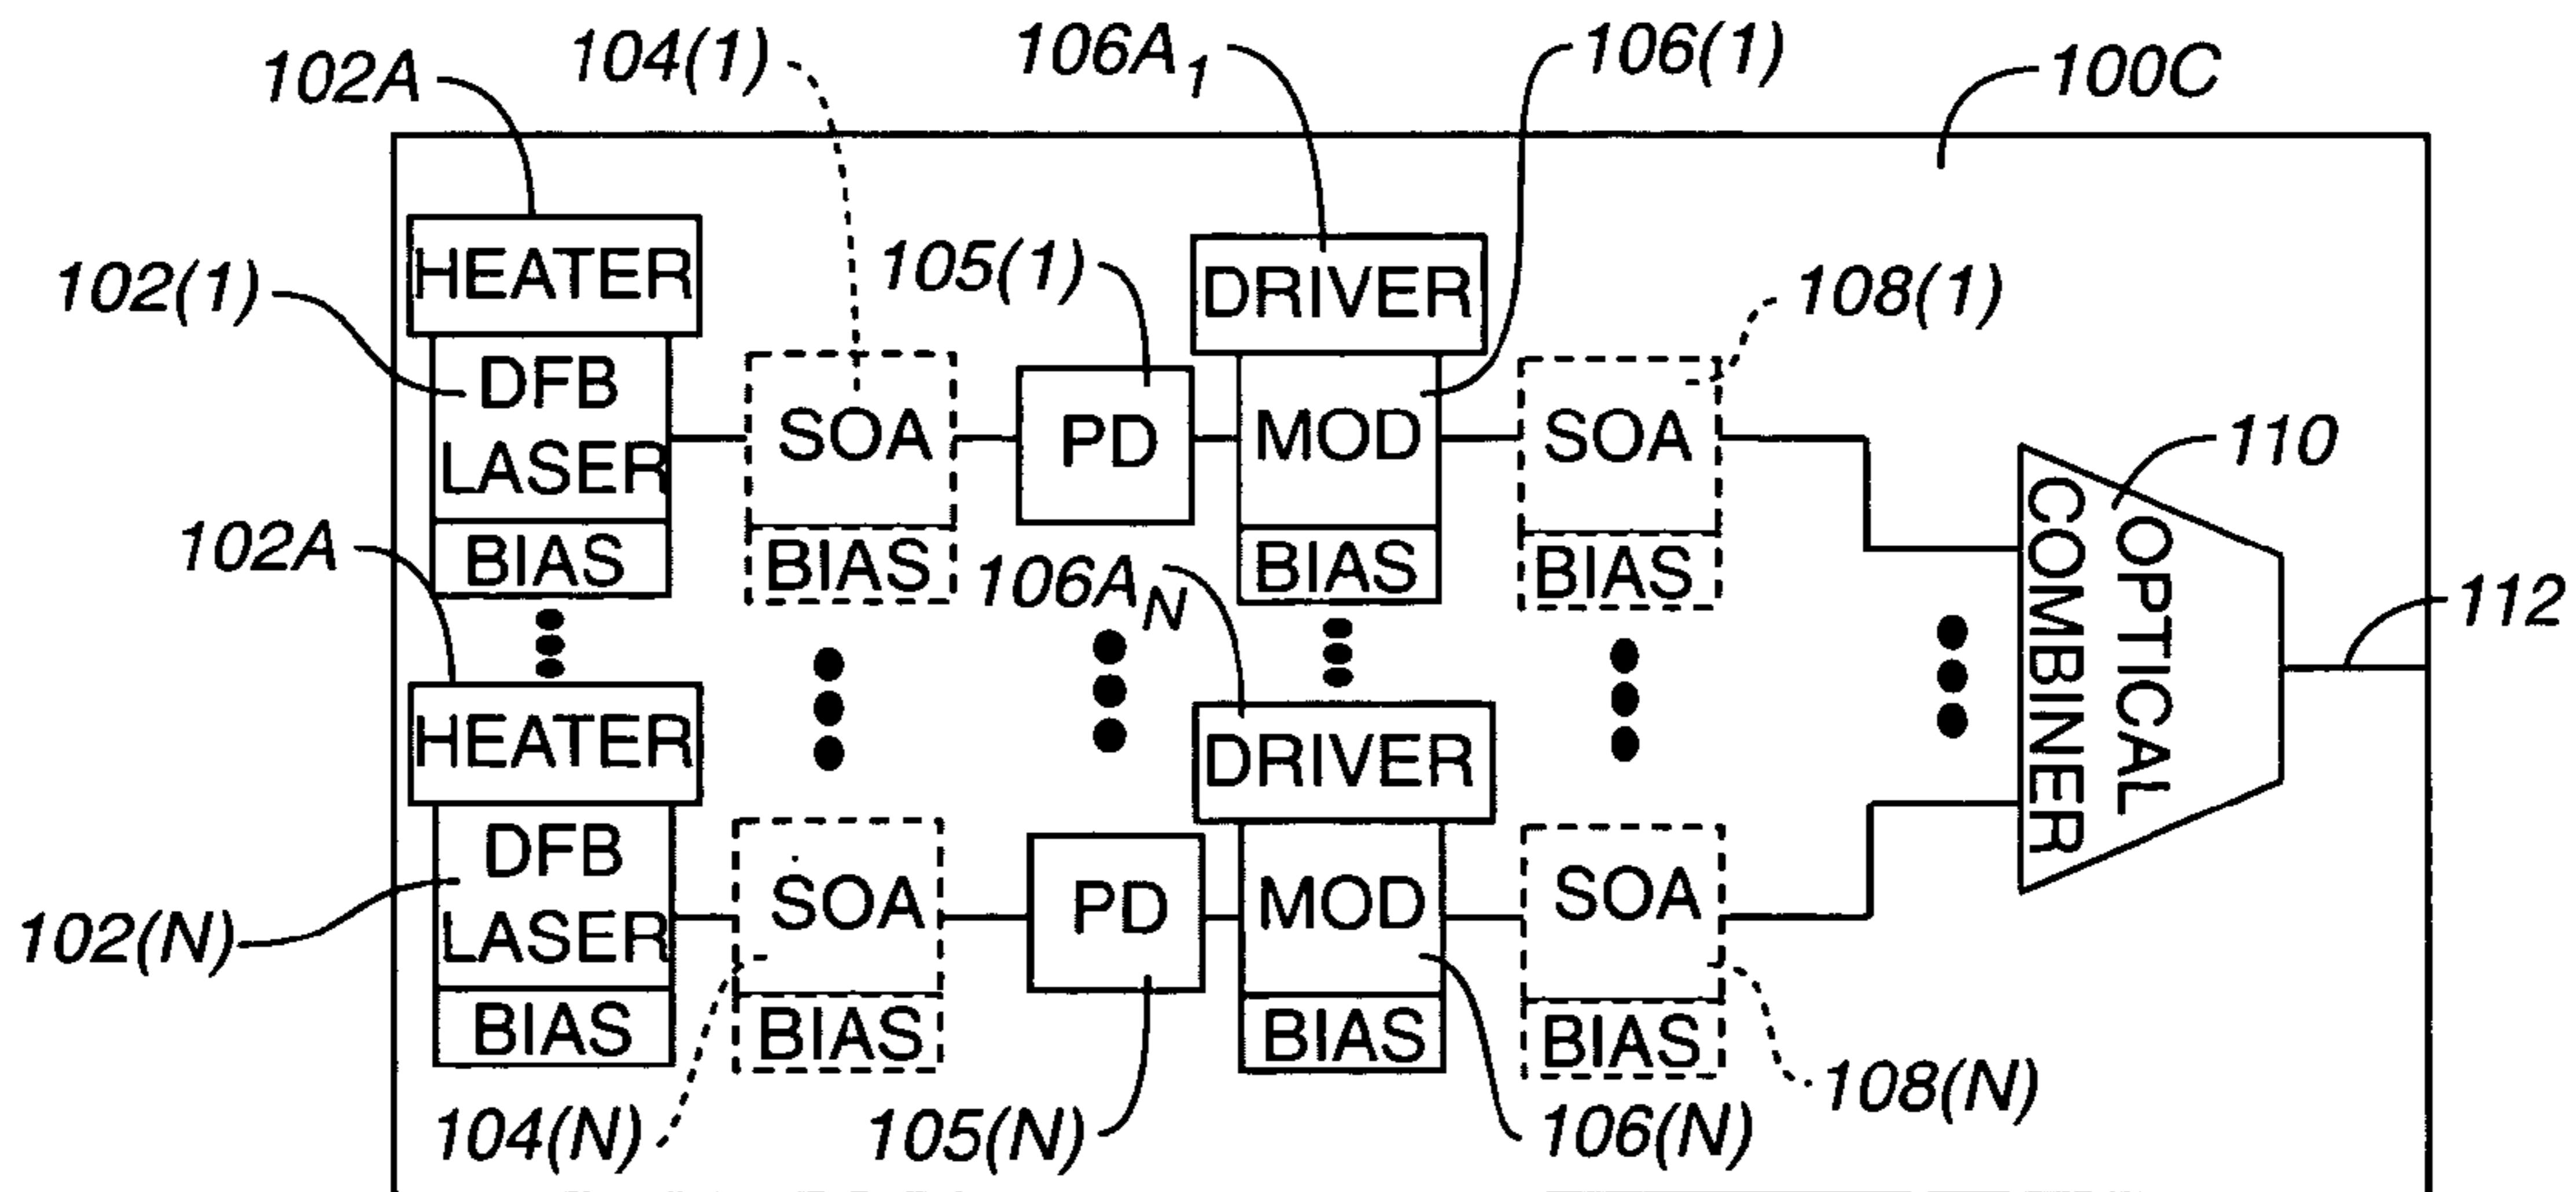 104(1)
106A1
106(1)
100C
102A
HEATER
105(1)
DRIVER
108(1)
102(1)
DFB
LASER
BIAS
SOA
BIAS
PD
MOD
BIAS
SOA
BIAS
110
OPTICAL
COMBINER
112
102A
106AN
HEATER
DRIVER
DFB
LASER
BIAS
SOA
BIAS
PD
MOD
BIAS
SOA
BIAS
102(N)
104(N)
105(N)
106(N)
108(N)